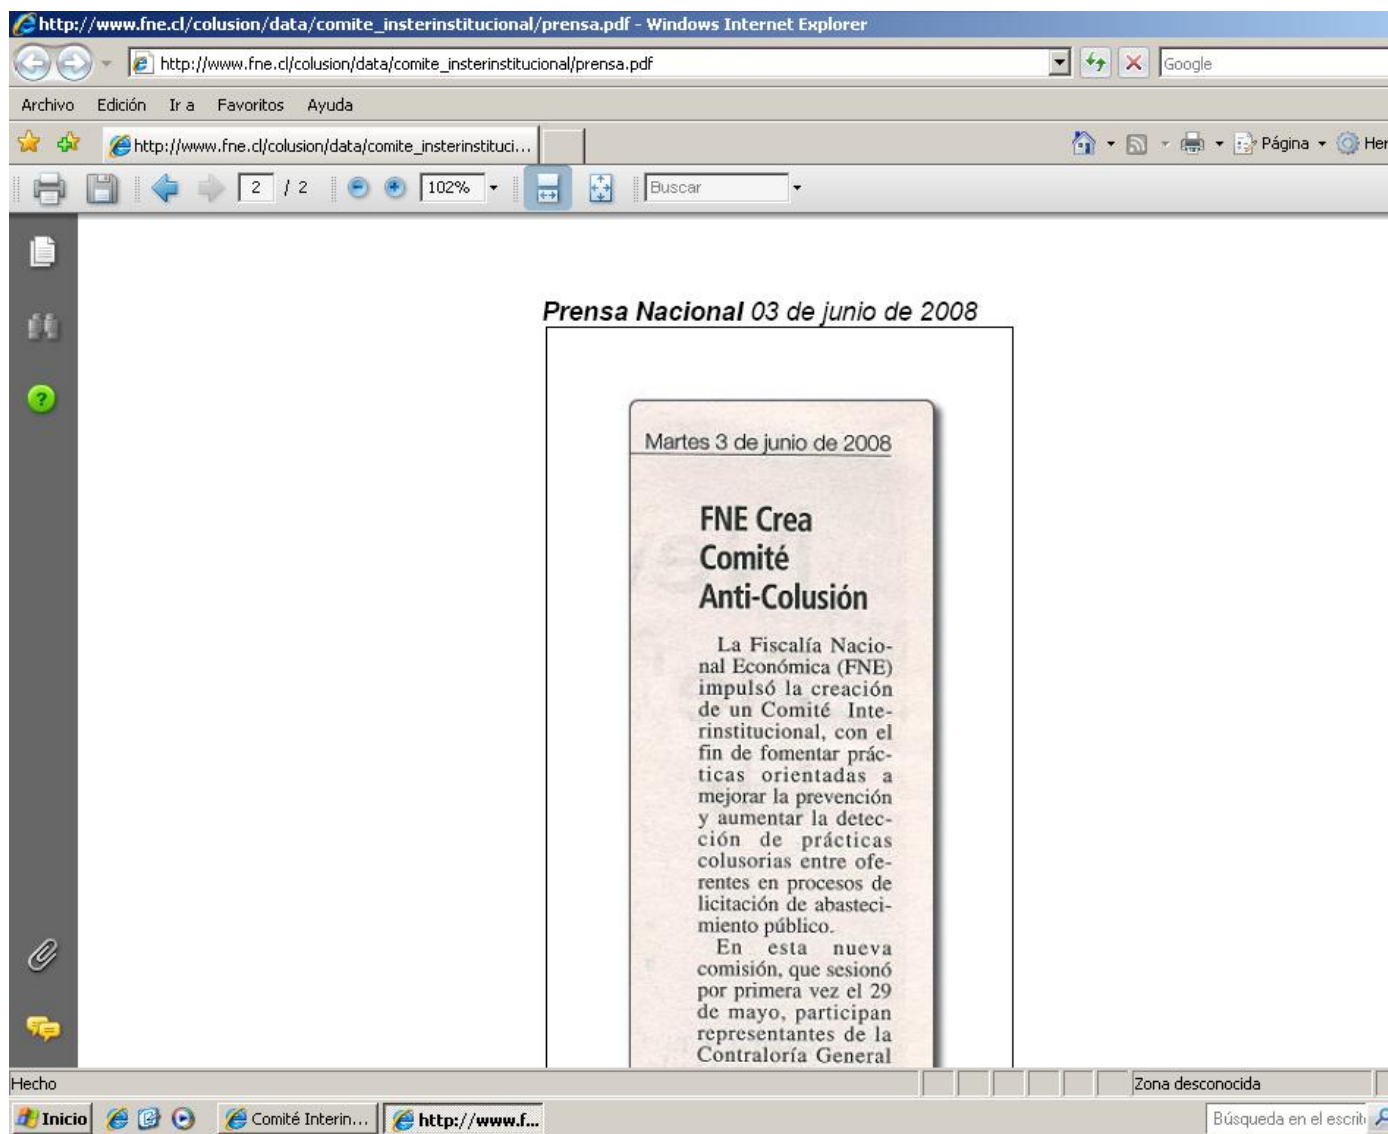 http://www.fne.cl/colusion/data/comite_insterinstitucional/prensa.pdf - Windows Internet Explorer
http://www.fne.cl/colusion/data/comite_insterinstitucional/prensa.pdf
Google
Archivo Edición Ir a Favoritos Ayuda
http://www.fne.cl/colusion/data/comite_insterinstituci...
Página
Her
2 / 2
102%
Buscar
Prensa Nacional 03 de junio de 2008
Martes 3 de junio de 2008
FNE Crea
Comité
Anti-Colusión
La Fiscalía Nacio-
nal Económica (FNE)
impulsó la creación
de un Comité Inte-
rinstitucional, con el
fin de fomentar prác-
ticas orientadas a
mejorar la prevención
y aumentar la detec-
ción de prácticas
colusorias entre ofe-
rentes en procesos de
licitación de abasteci-
miento público.
En esta nueva
comisión, que sesionó
por primera vez el 29
de mayo, participan
representantes de la
Contraloría General
Hecho
Zona desconocida
Inicio
Comité Interin...
http://www.f...
Búsqueda en el escrit